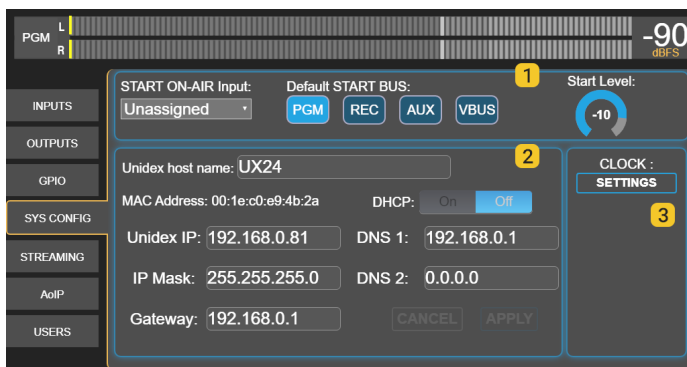 PGM
L
R
-90
dBFS
INPUTS
OUTPUTS
GPIO
SYS CONFIG
STREAMING
AoIP
USERS
START ON-AIR Input:
Unassigned
Default START BUS:
PGM REC AUX VBUS
1
Start Level:
-10
Unidex host name: UX24
2
MAC Address: 00:1e:c0:e9:4b:2a DHCP: On Off
Unidex IP: 192.168.0.81 DNS 1: 192.168.0.1
IP Mask: 255.255.255.0 DNS 2: 0.0.0.0
Gateway: 192.168.0.1 CANCEL APPLY
CLOCK :
SETTINGS
3